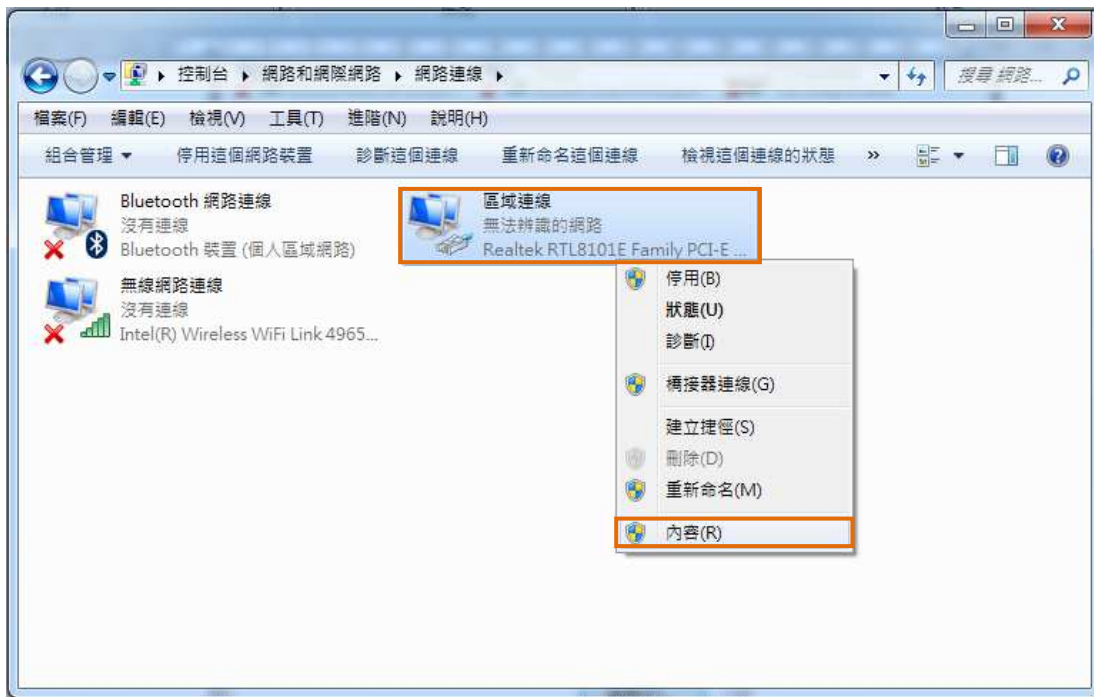 控制台 ▸ 網路和網際網路 ▸ 網路連線 ▸
搜尋 網路...
檔案(F) 編輯(E) 檢視(V) 工具(T) 進階(N) 說明(H)
組合管理 ▼ 停用這個網路裝置 診斷這個連線 重新命名這個連線 檢視這個連線的狀態 »
Bluetooth 網路連線
沒有連線
Bluetooth 裝置 (個人區域網路)
區域連線
無法辨識的網路
Realtek RTL8101E Family PCI-E ...
無線網路連線
沒有連線
Intel(R) Wireless WiFi Link 4965...
停用(B)
狀態(U)
診斷(I)
橋接器連線(G)
建立捷徑(S)
刪除(D)
重新命名(M)
內容(R)